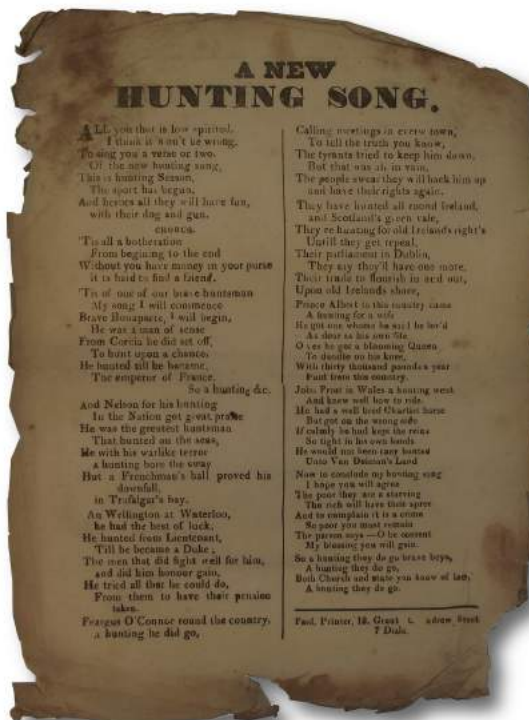 A NEW
HUNTING SONG.
ALL you that is low spirited,
I think it won't be wrong,
To sing you a verse or two,
Of the new hunting song,
This is hunting Season,
The sport has begun,
And heroes all they will have fun,
with their dog and gun.
CHORUS.
'Tis all a botheration
From begining to the end
Without you have money in your purse
it is hard to find a friend.
'Tis of one of our brave huntsman
My song I will commence
Brave Bonaparte, I will begin,
He was a man of sense
From Corcia he did set off,
To hunt upon a chance,
He hunted till he became,
The emperor of France.
So a hunting &c.
And Nelson for his hunting
In the Nation got great praise
He was the greatest huntsman
That hunted on the seas,
He with his warlike terror
a hunting bore the sway
But a Frenchman's ball proved his
downfall,
in Trafalgar's bay.
An Wellington at Waterloo,
he had the best of luck,
He hunted from Lieutenant,
'Till he became a Duke;
The men that did fight well for him,
and did him honour gain,
He tried all that he could do,
From them to have their pension
taken.
Feargus O'Connor round the country,
a hunting he did go,
Calling meetings in every town,
To tell the truth you know,
The tyrants tried to keep him down,
But that was all in vain,
The people swear they will back him up
and have their rights again.
They have hunted all round Ireland,
and Scotland's green vale,
They re hunting for old Irelands right's
Untill they get repeal,
Their parliament in Dublin,
They say they'll have one more,
Their trade to flourish in and out,
Upon old Irelands shore,
Prince Albert to this country came
A hunting for a wife
He got one whome he said he lov'd
As dear as his own life
O yes he got a blooming Queen
To dandle on his knee,
With thirty thousand pounds a year
Paid from this country.
John Frost in Wales a hunting went
And knew well how to ride
He had a well bred Chartist horse
But got on the wrong side
If calmly he had kept the reins
So tight in his own hands
He would not been they hunted
Unto Van Dieman's Land
Now to conclude my hunting song
I hope you will agree
The poor they are a starving
The rich will have their spree
And to complain it is a crime
So poor you must remain
The parson says —O be content
My blessing you will gain.
So a hunting they do go brave boys,
A hunting they do go,
Both Church and state you know of late,
A hunting they do go.
Paul, Printer, 18, Great drew Street
7 Dials.